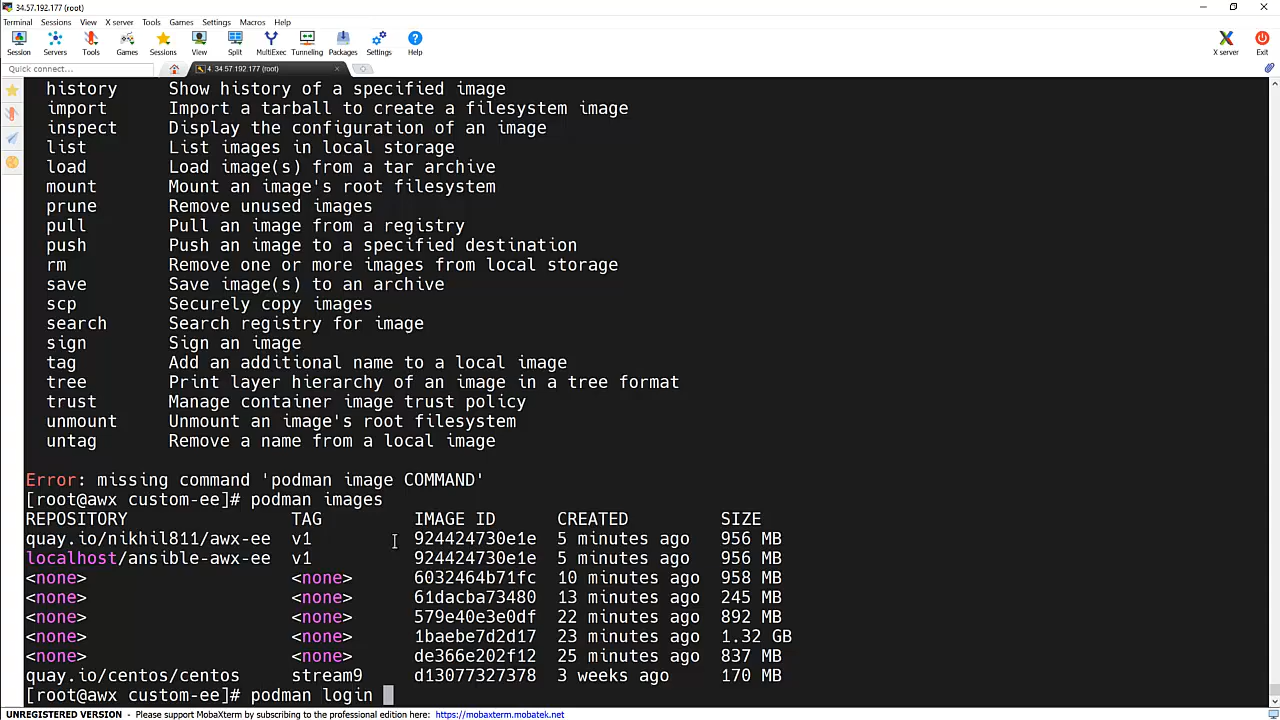 34.57.192.177 (root)
Terminal Sessions View X server Tools Games Settings Macros Help
Session Servers Tools Games Sessions View Split MultiExec Tunneling Packages Settings Help X server Exit
Quick connect... 4. 34.57.192.177 (root)
history Show history of a specified image
import Import a tarball to create a filesystem image
inspect Display the configuration of an image
list List images in local storage
load Load image(s) from a tar archive
mount Mount an image's root filesystem
prune Remove unused images
pull Pull an image from a registry
push Push an image to a specified destination
rm Remove one or more images from local storage
save Save image(s) to an archive
scp Securely copy images
search Search registry for image
sign Sign an image
tag Add an additional name to a local image
tree Print layer hierarchy of an image in a tree format
trust Manage container image trust policy
unmount Unmount an image's root filesystem
untag Remove a name from a local image
Error: missing command 'podman image COMMAND'
[root@awx custom-ee]# podman images
REPOSITORY TAG IMAGE ID CREATED SIZE
quay.io/nikhil811/awx-ee v1 924424730e1e 5 minutes ago 956 MB
localhost/ansible-awx-ee v1 924424730e1e 5 minutes ago 956 MB
<none> <none> 6032464b71fc 10 minutes ago 958 MB
<none> <none> 61dacba73480 13 minutes ago 245 MB
<none> <none> 579e40e3e0df 22 minutes ago 892 MB
<none> <none> 1baebe7d2d17 23 minutes ago 1.32 GB
<none> <none> de366e202f12 25 minutes ago 837 MB
quay.io/centos/centos stream9 d13077327378 3 weeks ago 170 MB
[root@awx custom-ee]# podman login
UNREGISTERED VERSION - Please support MobaXterm by subscribing to the professional edition here: https://mobaxterm.mobatek.net